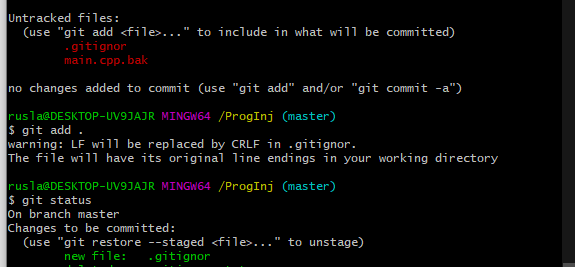 Untracked files:
(use "git add <file>..." to include in what will be committed)
.gitignor
main.cpp.bak
no changes added to commit (use "git add" and/or "git commit -a")
rusla@DESKTOP-UV9JAJR MINGW64 /ProgInj (master)
$ git add .
warning: LF will be replaced by CRLF in .gitignor.
The file will have its original line endings in your working directory
rusla@DESKTOP-UV9JAJR MINGW64 /ProgInj (master)
$ git status
On branch master
Changes to be committed:
(use "git restore --staged <file>..." to unstage)
new file: .gitignor